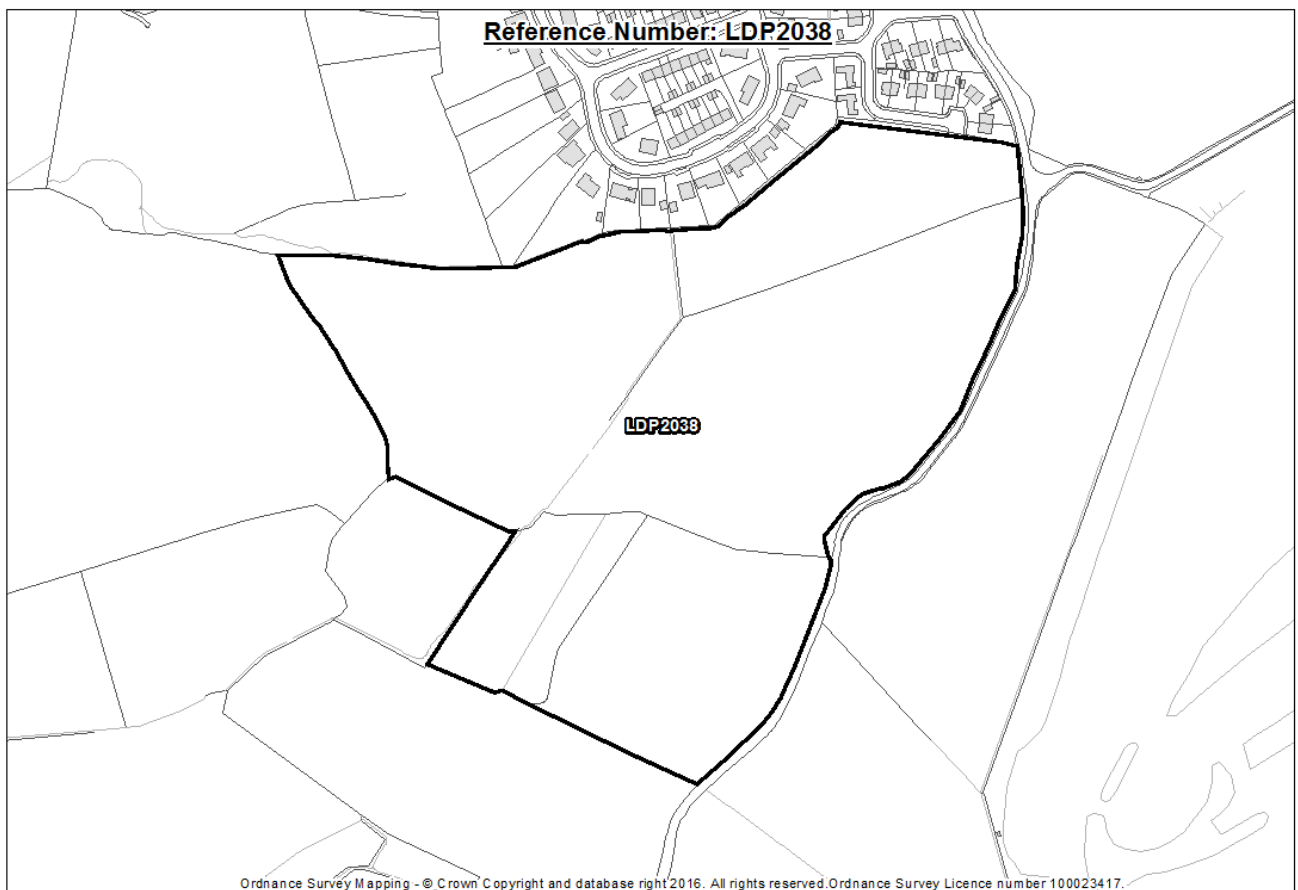 Reference Number: LDP2038
LDP2038
Ordnance Survey Mapping - © Crown Copyright and database right 2016. All rights reserved.Ordnance Survey Licence number 100023417.